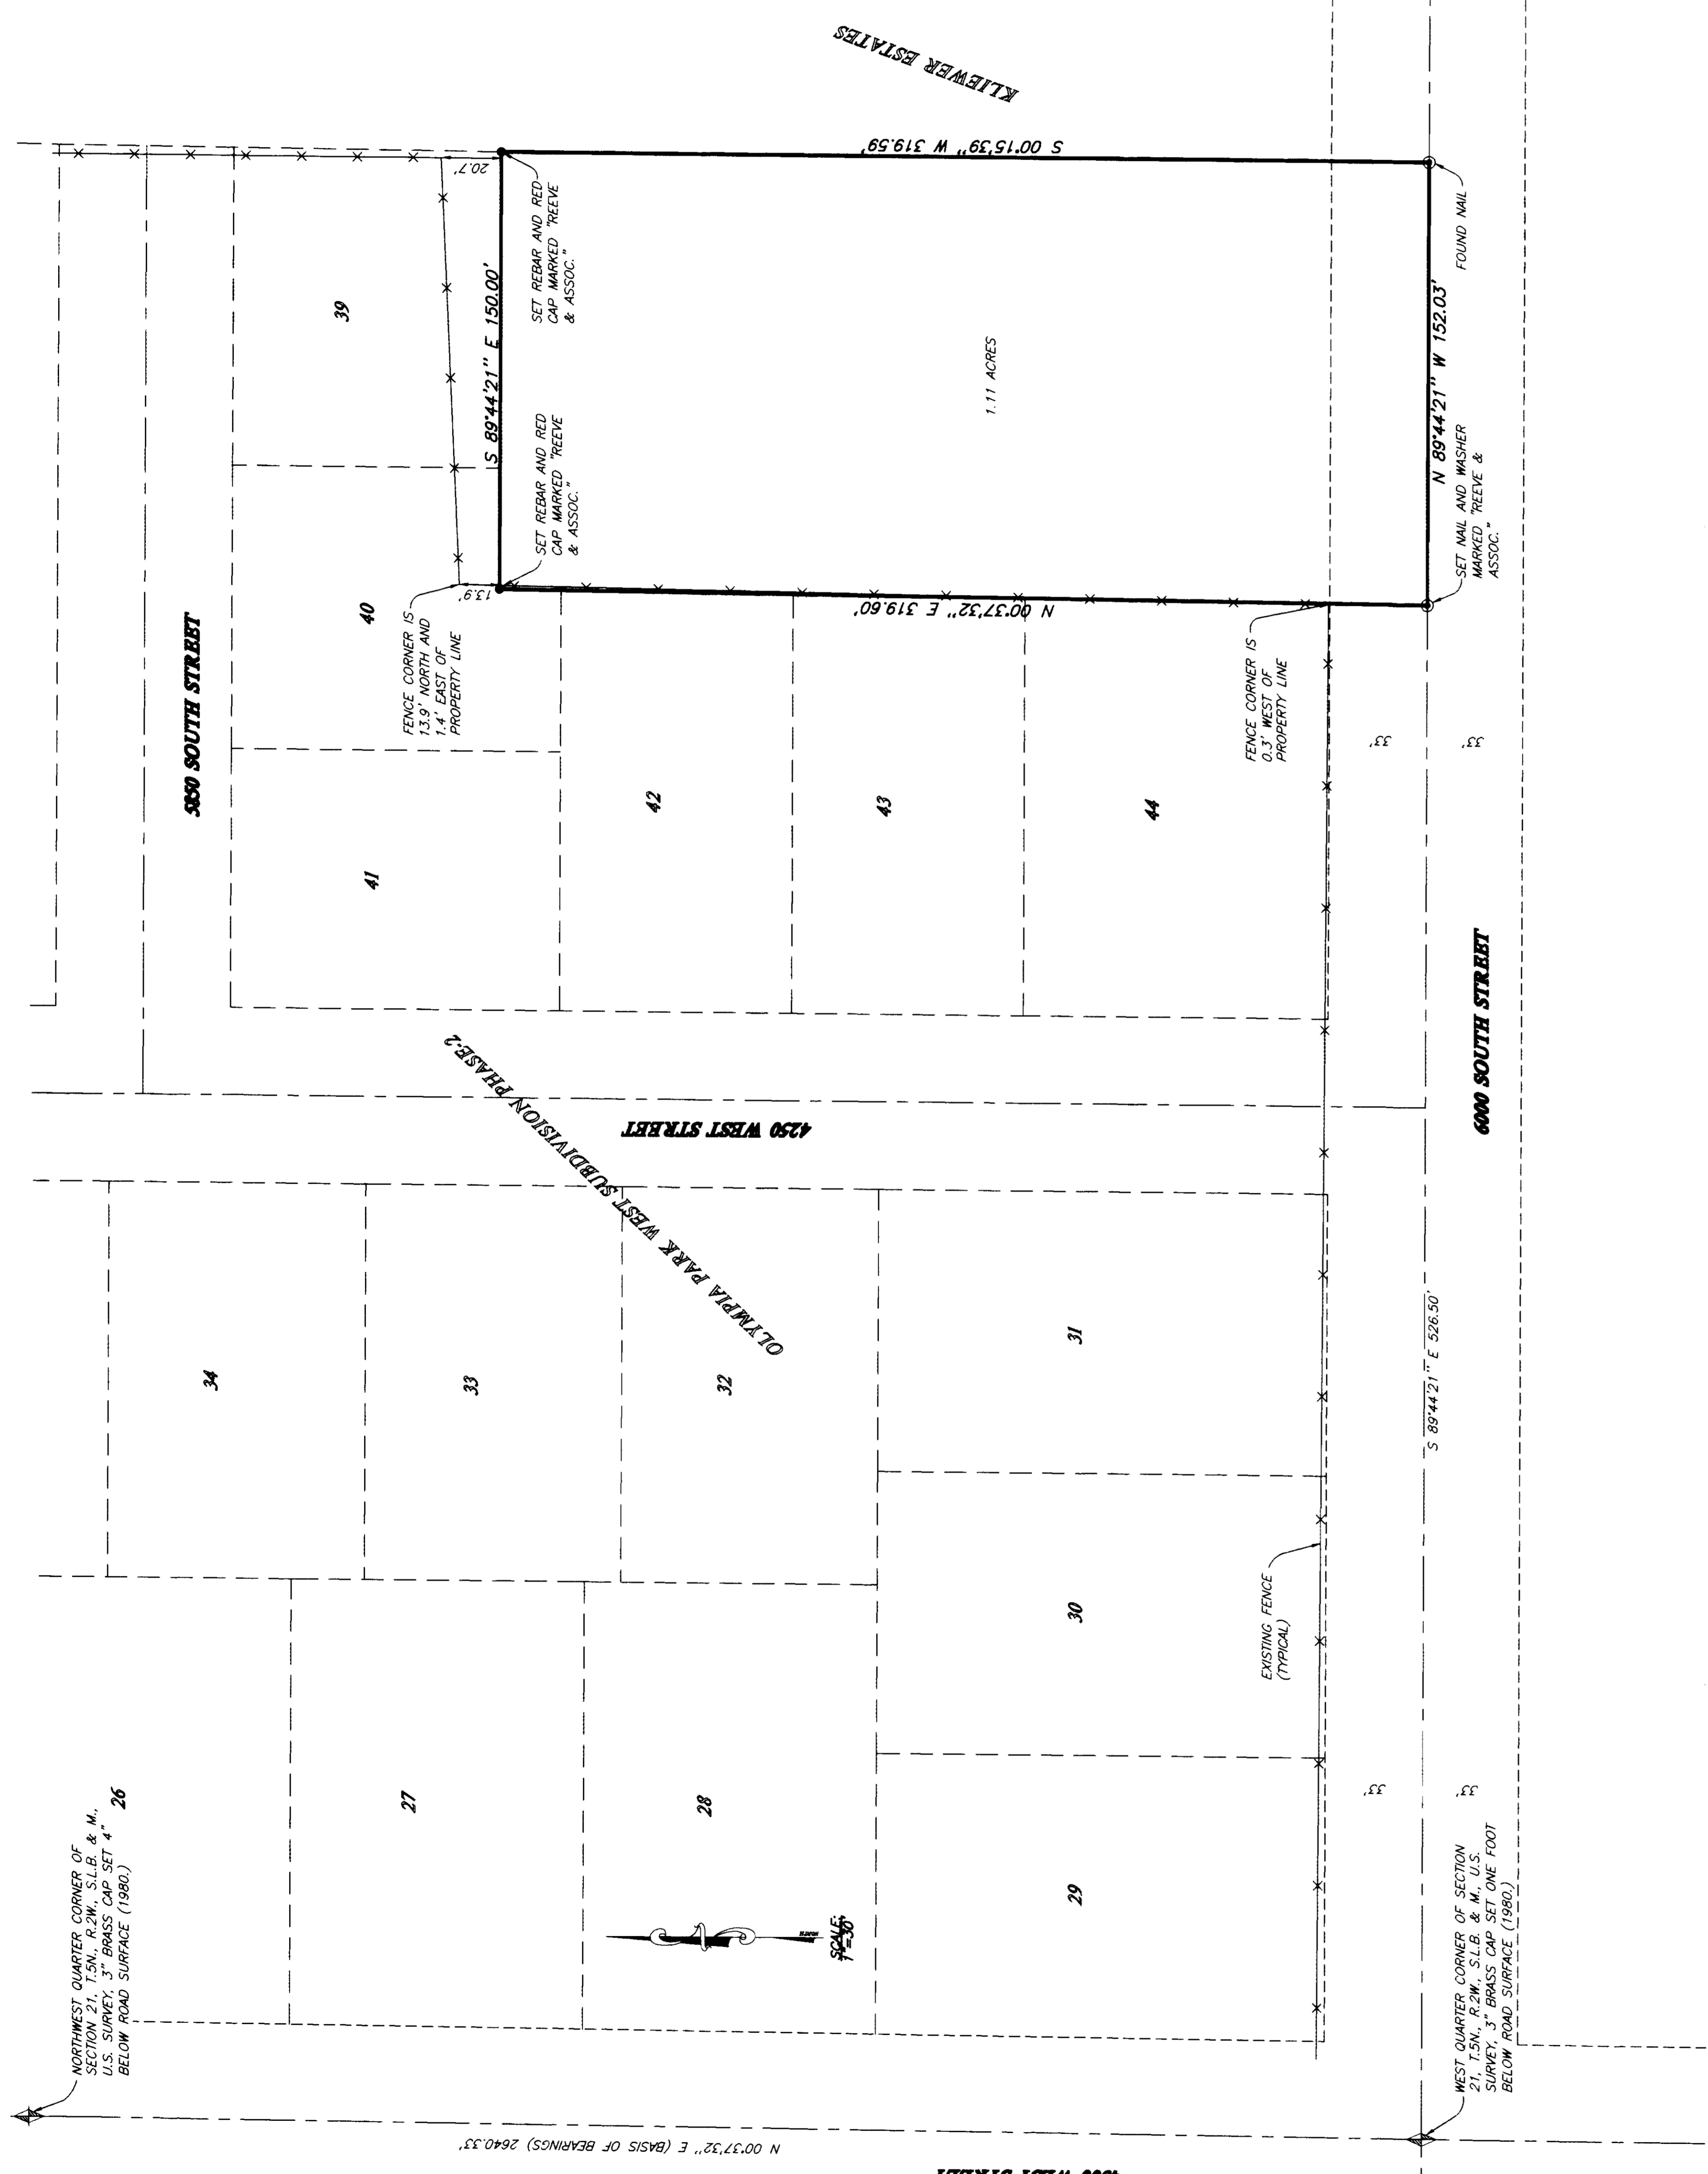 KLIEWER ESTATES
S 00°15'39" W 319.59'
20.7'
SET REBAR AND RED
CAP MARKED "REEVE
& ASSOC."
FOUND NAIL
39
S 89°44'21" E 150.00'
1.11 ACRES
N 89°44'21" W 152.03'
SET REBAR AND RED
CAP MARKED "REEVE
& ASSOC."
SET NAIL AND WASHER
MARKED "REEVE &
ASSOC."
13.9'
N 00°37'32" E 319.60'
40
FENCE CORNER IS
13.9' NORTH AND
1.4' EAST OF
PROPERTY LINE
FENCE CORNER IS
0.3' WEST OF
PROPERTY LINE
5850 SOUTH STREET
33'
33'
41
42
43
44
6000 SOUTH STREET
4250 WEST STREET
OLYMPIA PARK WEST SUBDIVISION PHASE-2
34
33
32
31
S 89°44'21" E 526.50'
30
EXISTING FENCE
(TYPICAL)
26
27
28
29
33'
33'
SCALE:
1"=30'
NORTHWEST QUARTER CORNER OF
SECTION 21, T.5N., R.2W., S.L.B. & M.,
U.S. SURVEY, 3" BRASS CAP SET 4"
BELOW ROAD SURFACE (1980.)
WEST QUARTER CORNER OF SECTION
21, T.5N., R.2W., S.L.B. & M., U.S.
SURVEY, 3" BRASS CAP SET ONE FOOT
BELOW ROAD SURFACE (1980.)
N 00°37'32" E (BASIS OF BEARINGS) 2640.33'
WEST STREET